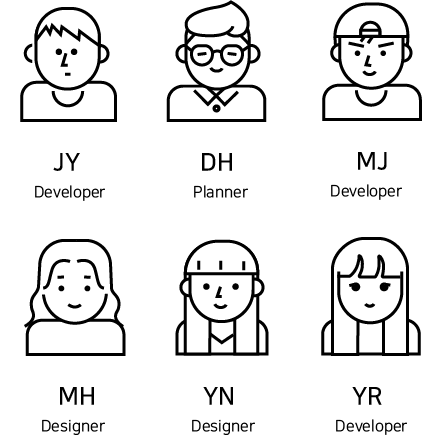 JY
DH
MJ
Developer
Planner
Developer
MH
YN
YR
Designer
Designer
Developer